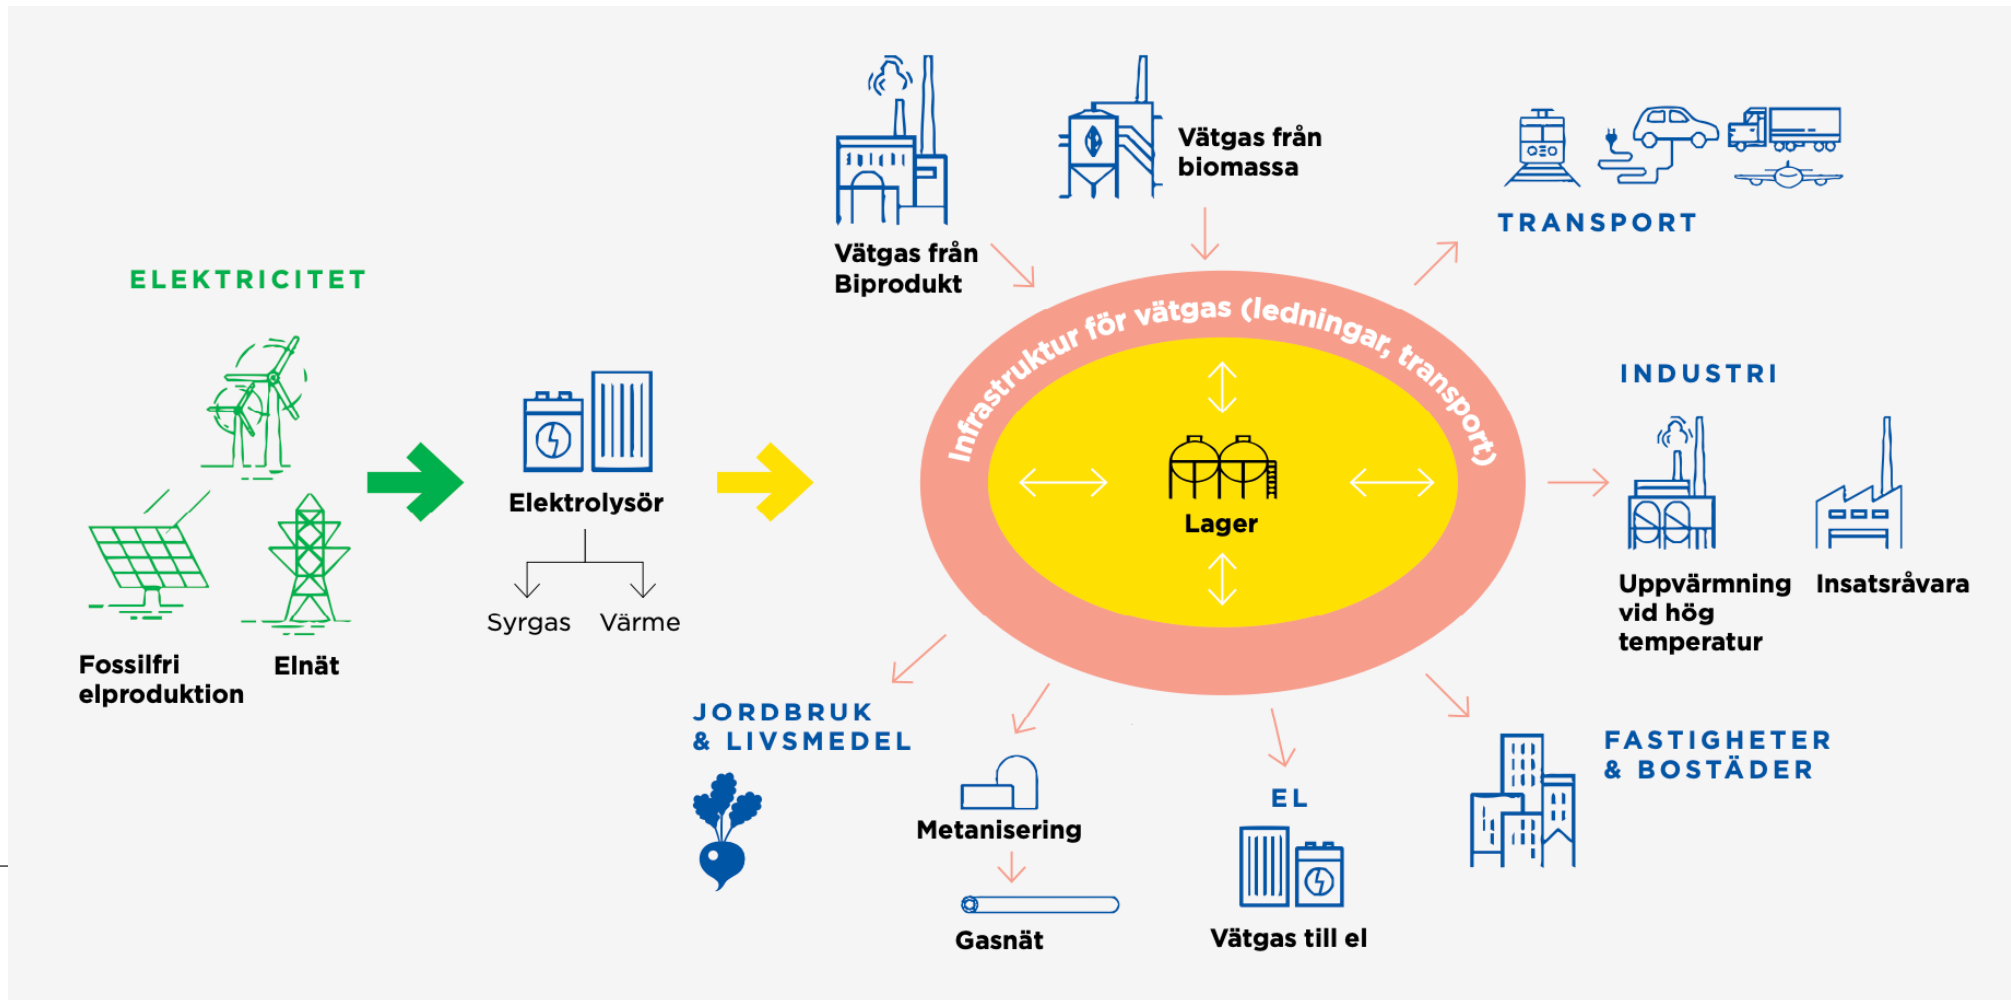 ELEKTRICITET
Fossilfri
elproduktion
Elnät
Elektrolysör
Syrgas
Värme
Vätgas från
Biprodukt
Vätgas från
biomassa
Infrastruktur för vätgas (ledningar, transport)
Lager
TRANSPORT
INDUSTRI
Uppvärmning
vid hög
temperatur
Insatsråvara
JORDBRUK
& LIVSMEDEL
Metanisering
Gasnät
EL
Vätgas till el
FASTIGHETER
& BOSTÄDER